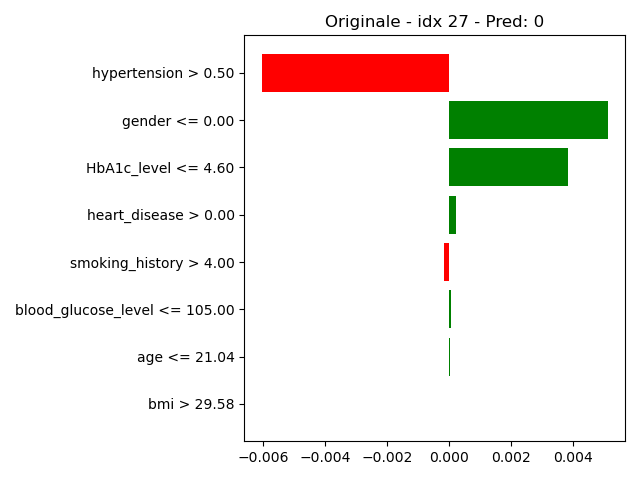 Originale - idx 27 - Pred: 0
hypertension > 0.50
gender <= 0.00
HbA1c_level <= 4.60
heart_disease > 0.00
smoking_history > 4.00
blood_glucose_level <= 105.00
age <= 21.04
bmi > 29.58
−0.006 −0.004 −0.002 0.000 0.002 0.004